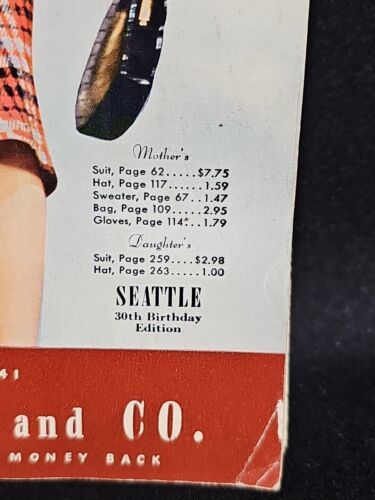 Mother's
Suit, Page 62.....$7.75
Hat, Page 117......1.59
Sweater, Page 67..1.47
Bag, Page 109.....2.95
Gloves, Page 114..1.79
Daughter's
Suit, Page 259....$2.98
Hat, Page 263.....1.00
SEATTLE
30th Birthday
Edition
41
and CO.
MONEY BACK